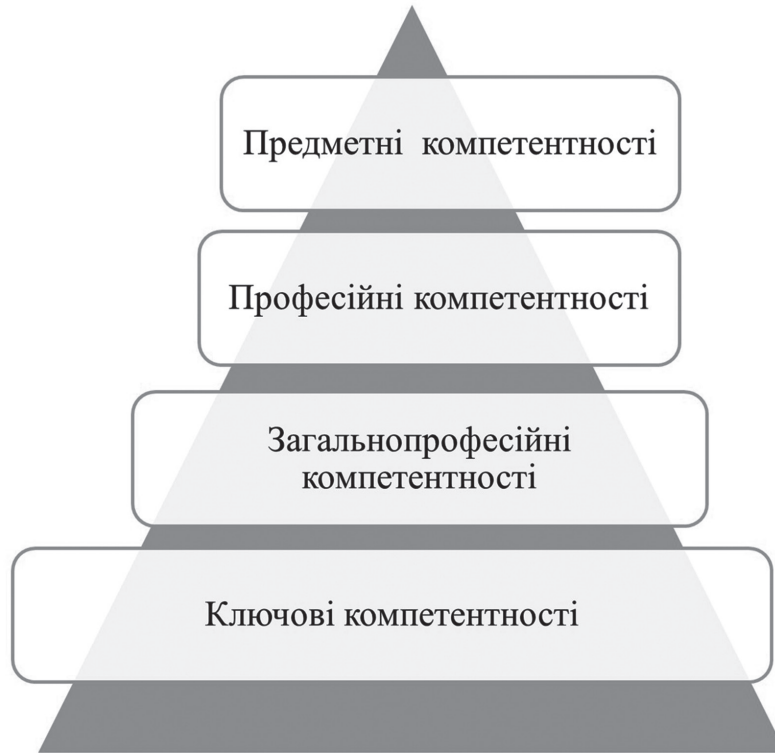 Предметні компетентності
Професійні компетентності
Загальнопрофесійні
компетентності
Ключові компетентності